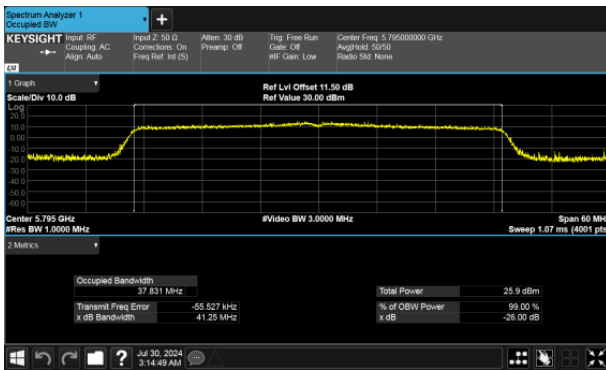 Spectrum Analyzer 1
Occupied BW
+
KEYSIGHT Input: RF Input Z: 50 Ω Atten: 30 dB Trig: Free Run Center Freq: 5.795000000 GHz
Coupling: AC Corrections: On Preamp: Off Gate: Off Avg|Hold: 50/50
Align: Auto Freq Ref: Int (S) #IF Gain: Low Radio Std: None
LXI
1 Graph
Ref Lvl Offset 11.50 dB
Scale/Div 10.0 dB Ref Value 30.00 dBm
Log
20.0
10.0
0.00
-10.0
-20.0
-30.0
-40.0
-50.0
-60.0
Center 5.795 GHz #Video BW 3.0000 MHz Span 60 MH
#Res BW 1.0000 MHz Sweep 1.07 ms (4001 pts
2 Metrics
Occupied Bandwidth
37.831 MHz Total Power 25.9 dBm
Transmit Freq Error -55.527 kHz % of OBW Power 99.00 %
x dB Bandwidth 41.25 MHz x dB -26.00 dB
? Jul 30, 2024
3:14:49 AM